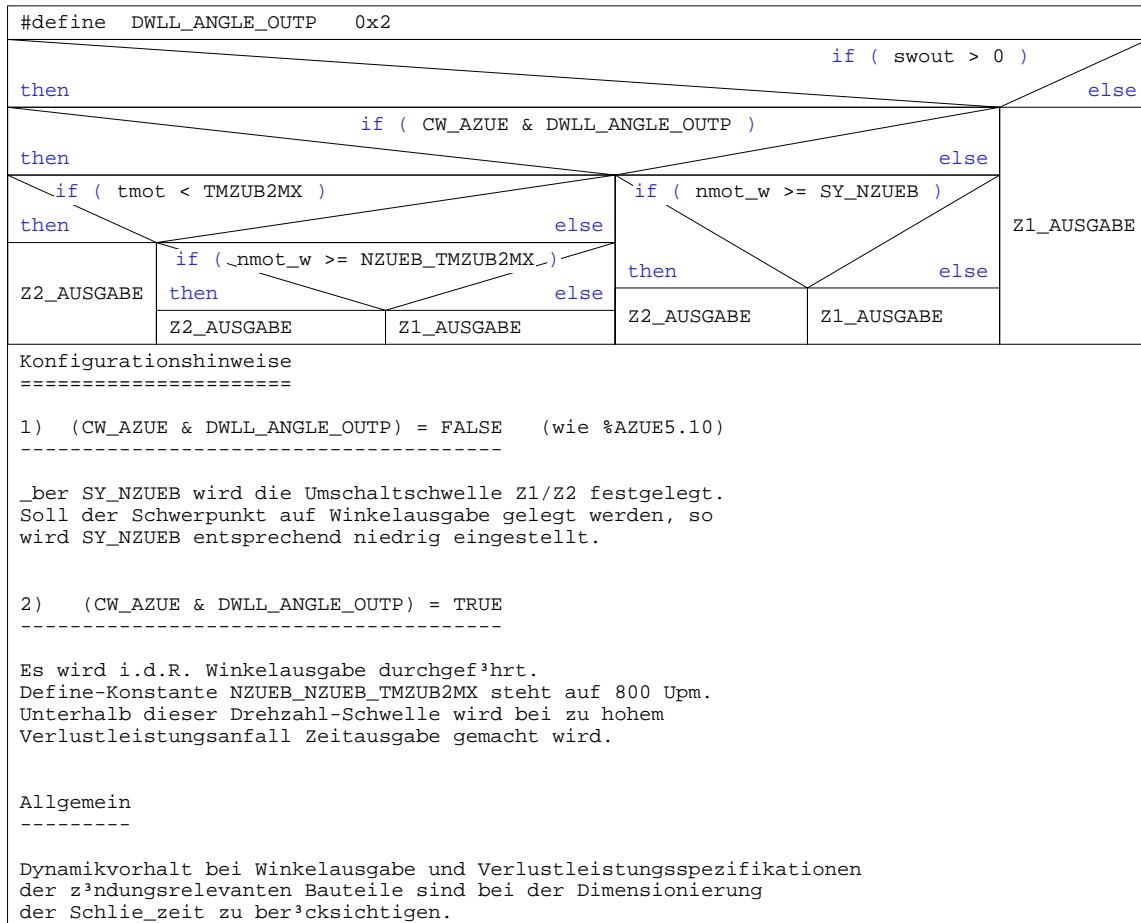 #define  DWLL_ANGLE_OUTP   0x2
if ( swout > 0 )
then
else
if ( CW_AZUE & DWLL_ANGLE_OUTP )
then
else
if ( tmot < TMZUB2MX )
then
else
if ( nmot_w >= SY_NZUEB )
then
else
Z1_AUSGABE
if ( nmot_w >= NZUEB_TMZUB2MX )
then
else
Z2_AUSGABE
Z2_AUSGABE
Z1_AUSGABE
Z2_AUSGABE
Z1_AUSGABE
Konfigurationshinweise
======================
1)  (CW_AZUE & DWLL_ANGLE_OUTP) = FALSE   (wie %AZUE5.10)
---------------------------------------
_ber SY_NZUEB wird die Umschaltschwelle Z1/Z2 festgelegt.
Soll der Schwerpunkt auf Winkelausgabe gelegt werden, so
wird SY_NZUEB entsprechend niedrig eingestellt.
2)   (CW_AZUE & DWLL_ANGLE_OUTP) = TRUE
---------------------------------------
Es wird i.d.R. Winkelausgabe durchgef³hrt.
Define-Konstante NZUEB_NZUEB_TMZUB2MX steht auf 800 Upm.
Unterhalb dieser Drehzahl-Schwelle wird bei zu hohem
Verlustleistungsanfall Zeitausgabe gemacht wird.
Allgemein
---------
Dynamikvorhalt bei Winkelausgabe und Verlustleistungsspezifikationen
der z³ndungsrelevanten Bauteile sind bei der Dimensionierung
der Schlie_zeit zu ber³cksichtigen.